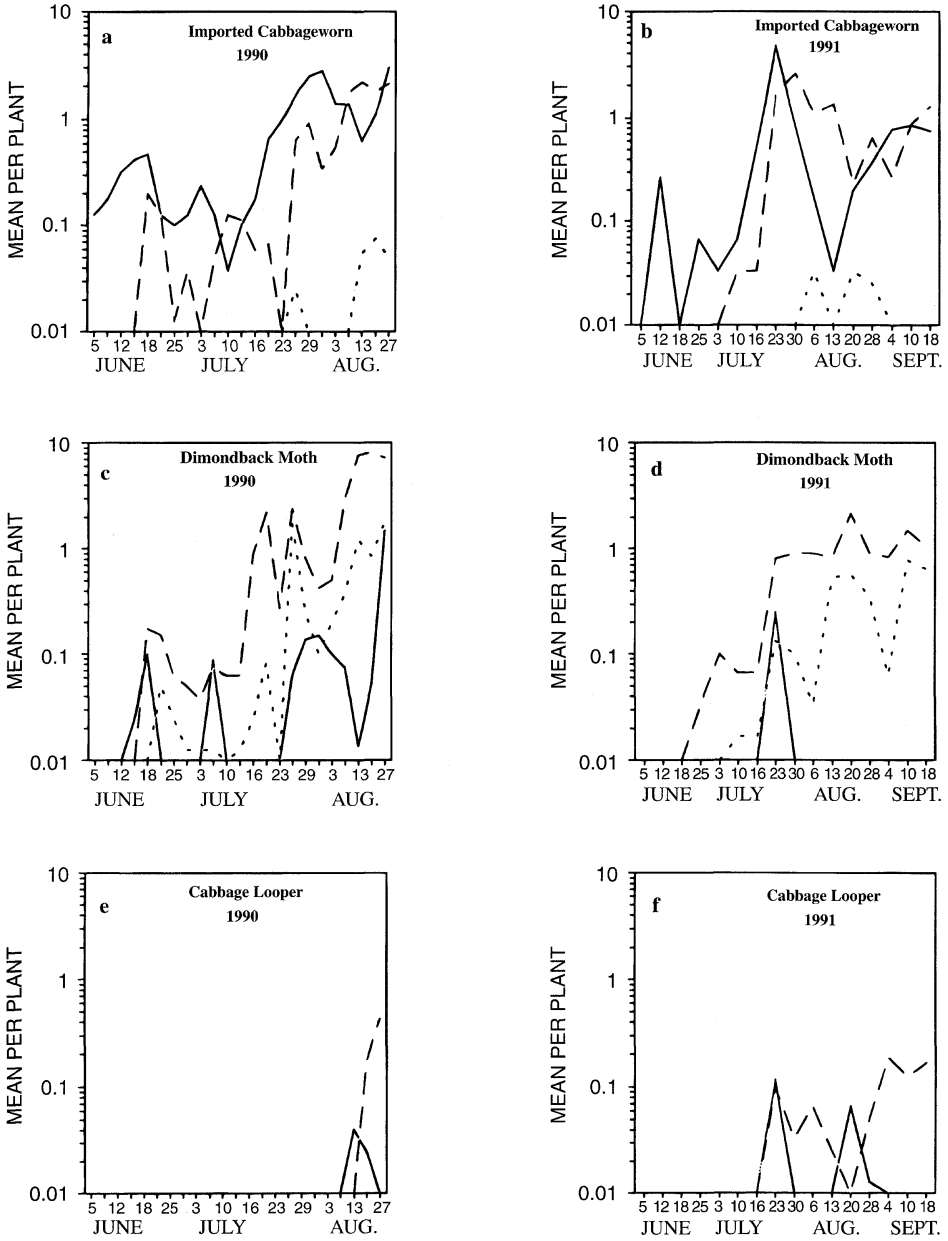 a
Imported Cabbageworn
1990
MEAN PER PLANT
10
1
0.1
0.01
5 12 18 25 3 10 16 23 29 3 13 27
JUNE JULY AUG.
b
Imported Cabbageworn
1991
MEAN PER PLANT
10
1
0.1
0.01
5 12 18 25 3 10 16 23 30 6 13 20 28 4 10 18
JUNE JULY AUG. SEPT.
c
Dimondback Moth
1990
MEAN PER PLANT
10
1
0.1
0.01
5 12 18 25 3 10 16 23 29 3 13 27
JUNE JULY AUG.
d
Dimondback Moth
1991
MEAN PER PLANT
10
1
0.1
0.01
5 12 18 25 3 10 16 23 30 6 13 20 28 4 10 18
JUNE JULY AUG. SEPT.
e
Cabbage Looper
1990
MEAN PER PLANT
10
1
0.1
0.01
5 12 18 25 3 10 16 23 29 3 13 27
JUNE JULY AUG.
f
Cabbage Looper
1991
MEAN PER PLANT
10
1
0.1
0.01
5 12 18 25 3 10 16 23 30 6 13 20 28 4 10 18
JUNE JULY AUG. SEPT.